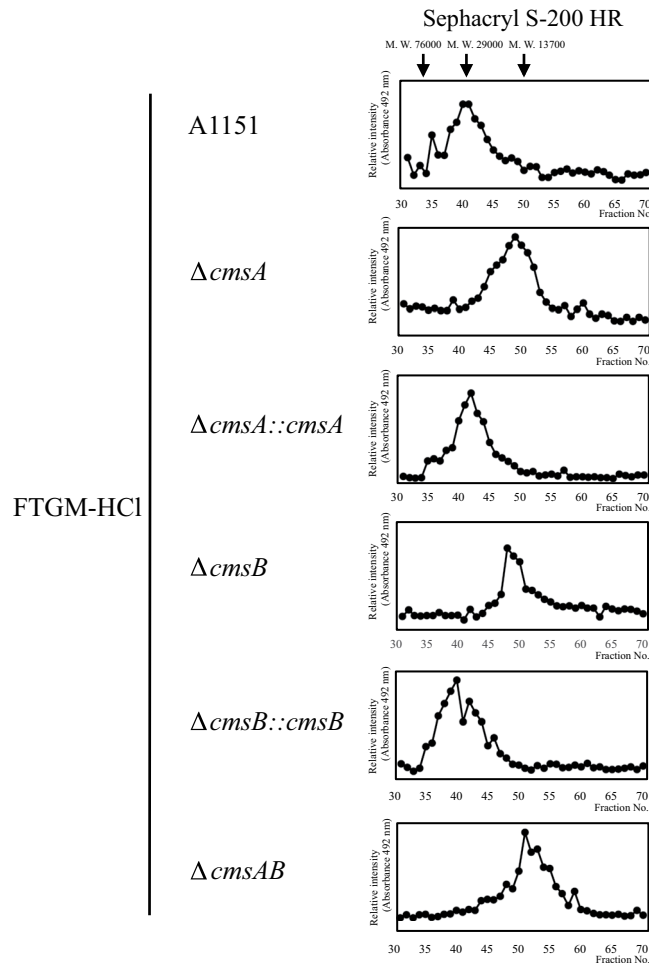 Sephacryl S-200 HR
M. W. 76000 M. W. 29000 M. W. 13700
FTGM-HCl
A1151
Relative intensity
(Absorbance 492 nm)
30 35 40 45 50 55 60 65 70
Fraction No.
ΔcmsA
Relative intensity
(Absorbance 492 nm)
30 35 40 45 50 55 60 65 70
Fraction No.
ΔcmsA::cmsA
Relative intensity
(Absorbance 492 nm)
30 35 40 45 50 55 60 65 70
Fraction No.
ΔcmsB
Relative intensity
(Absorbance 492 nm)
30 35 40 45 50 55 60 65 70
Fraction No.
ΔcmsB::cmsB
Relative intensity
(Absorbance 492 nm)
30 35 40 45 50 55 60 65 70
Fraction No.
ΔcmsAB
Relative intensity
(Absorbance 492 nm)
30 35 40 45 50 55 60 65 70
Fraction No.